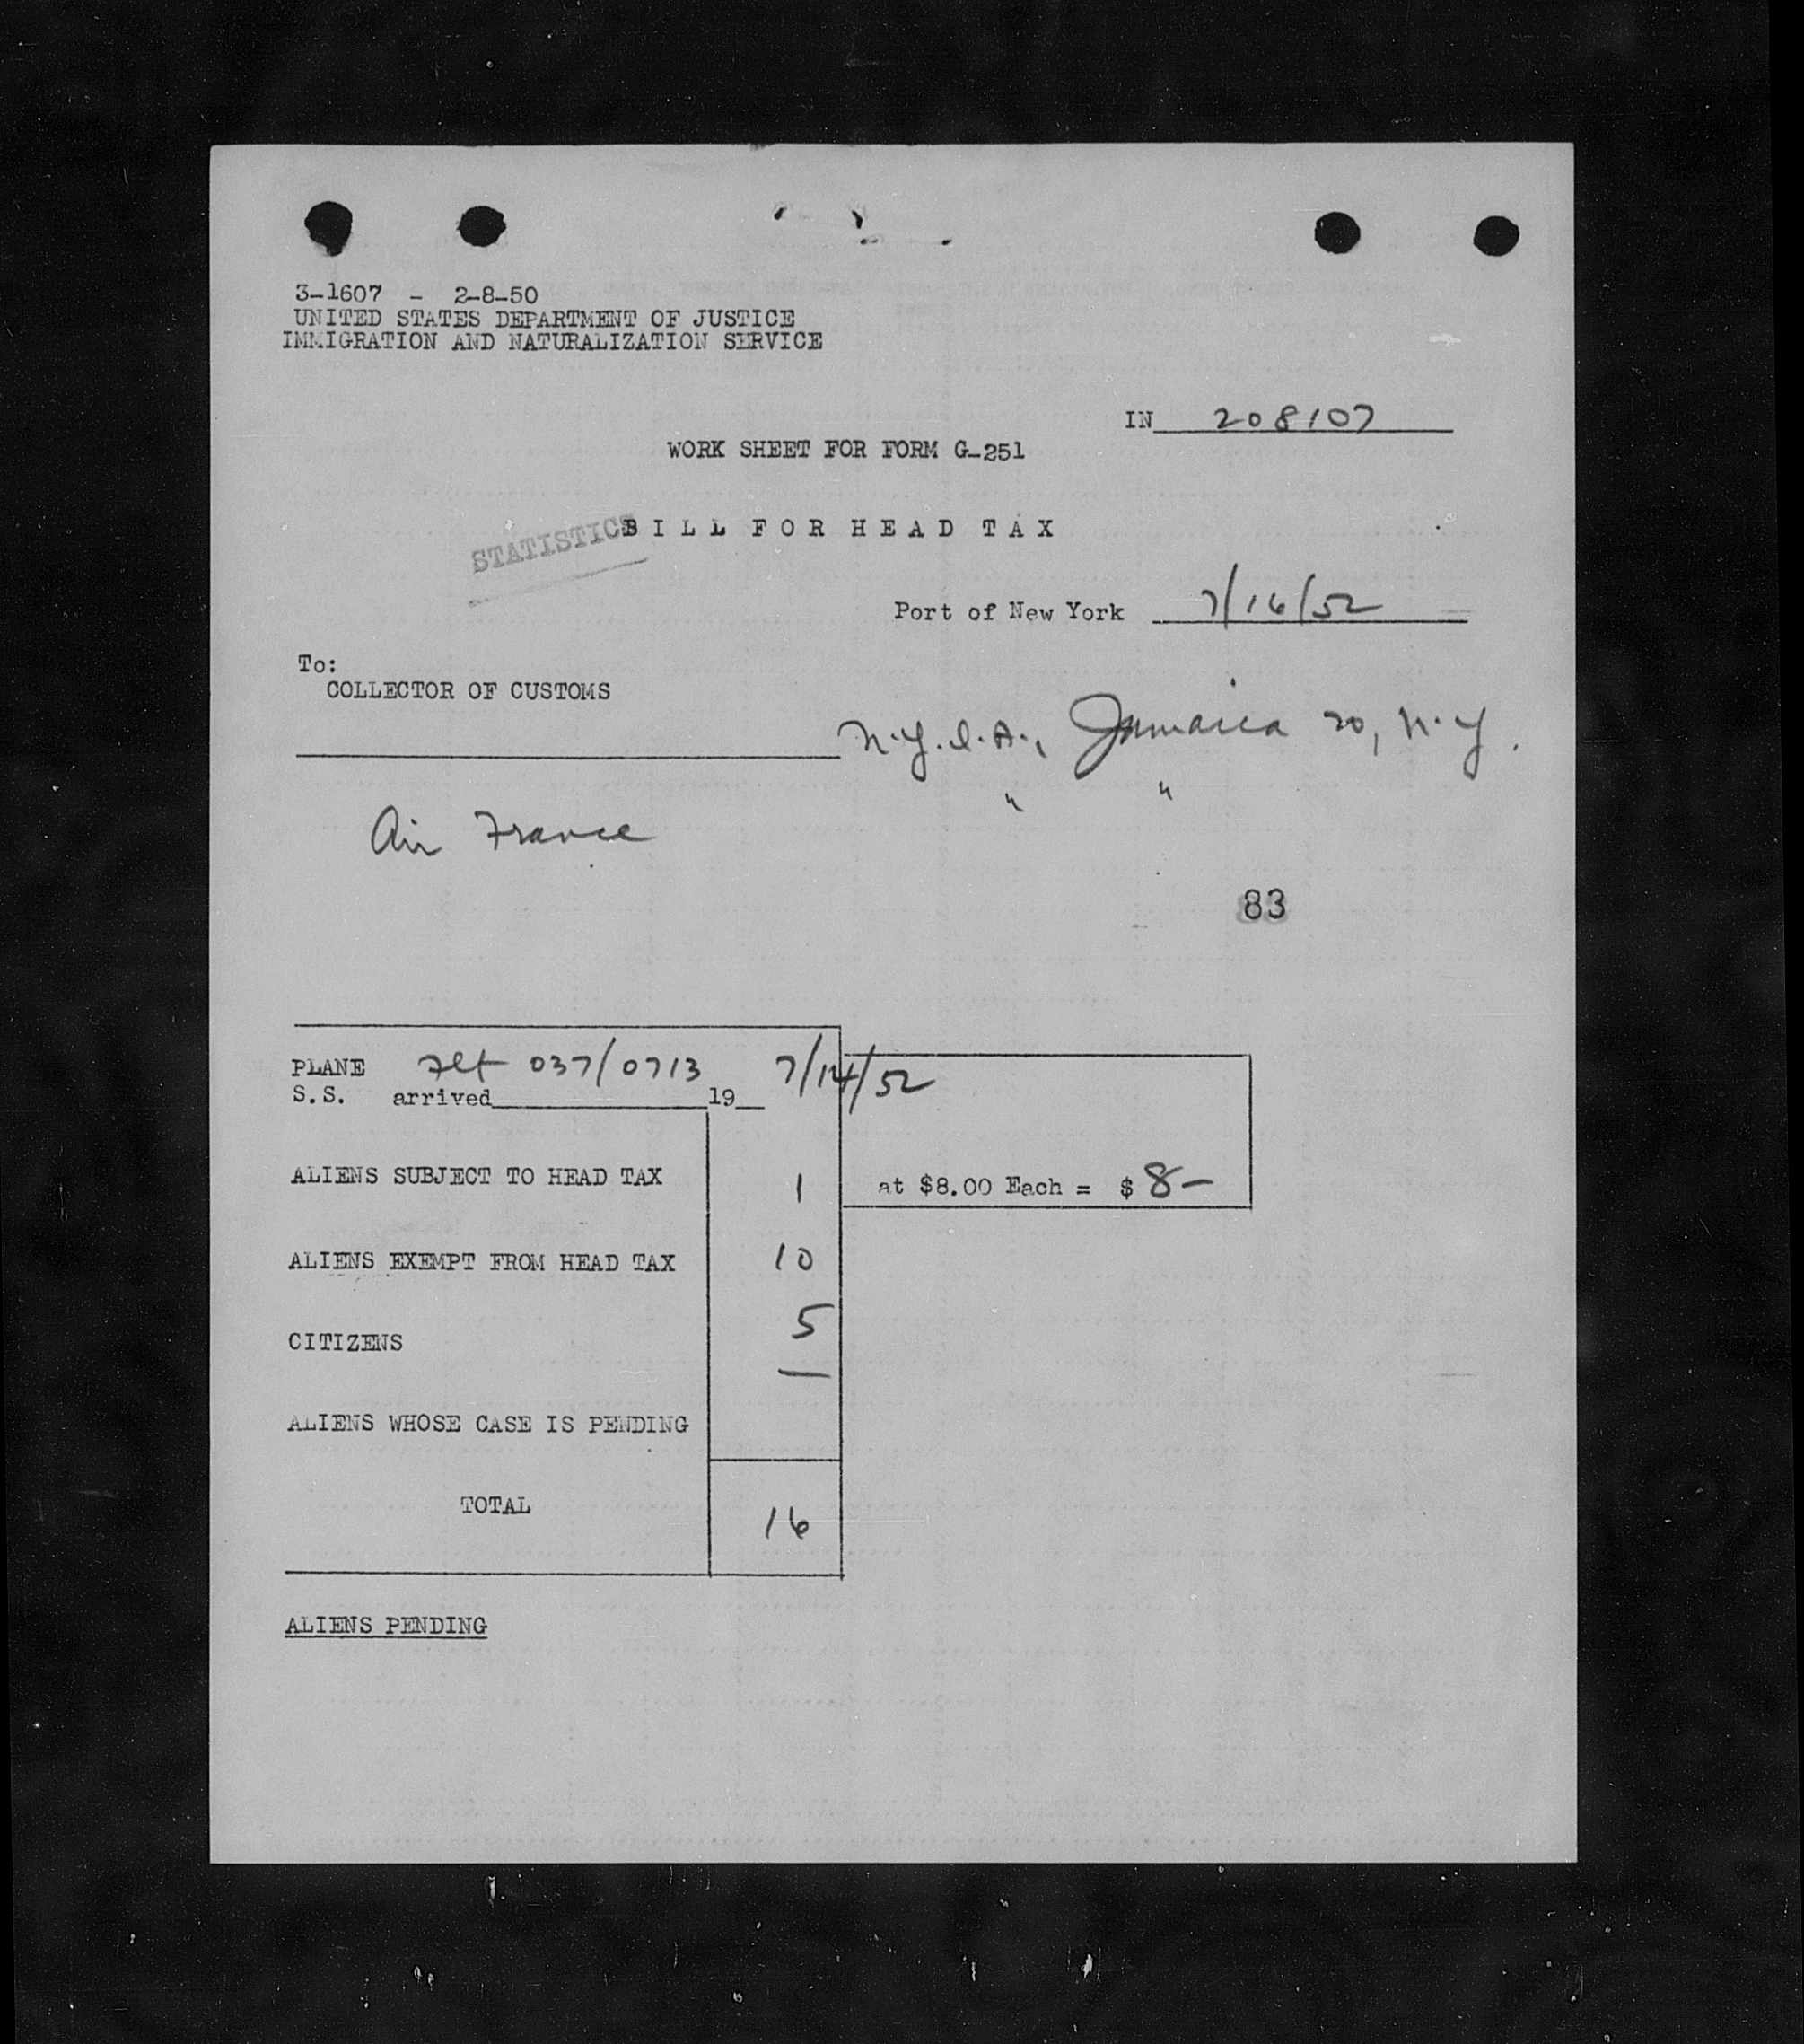 3-1607 - 2-8-50
UNITED STATES DEPARTMENT OF JUSTICE
IMMIGRATION AND NATURALIZATION SERVICE
IN 208107
WORK SHEET FOR FORM G-251
STATISTICS
BILL FOR HEAD TAX
Port of New York 7/16/52
To:
COLLECTOR OF CUSTOMS
N.Y.I.A., Jamaica 20, N.Y.
" "
Air France
83
PLANE Flt 037/0713 7/14/52
S.S. arrived 19
ALIENS SUBJECT TO HEAD TAX 1 at $8.00 Each = $ 8-
ALIENS EXEMPT FROM HEAD TAX 10
CITIZENS 5
—
ALIENS WHOSE CASE IS PENDING
TOTAL 16
ALIENS PENDING